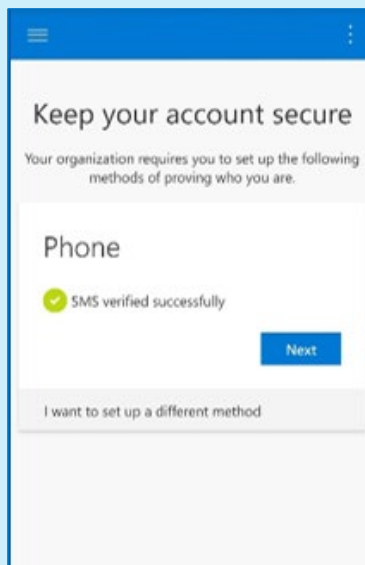 Keep your account secure
Your organization requires you to set up the following
methods of proving who you are.
Phone
SMS verified successfully
Next
I want to set up a different method